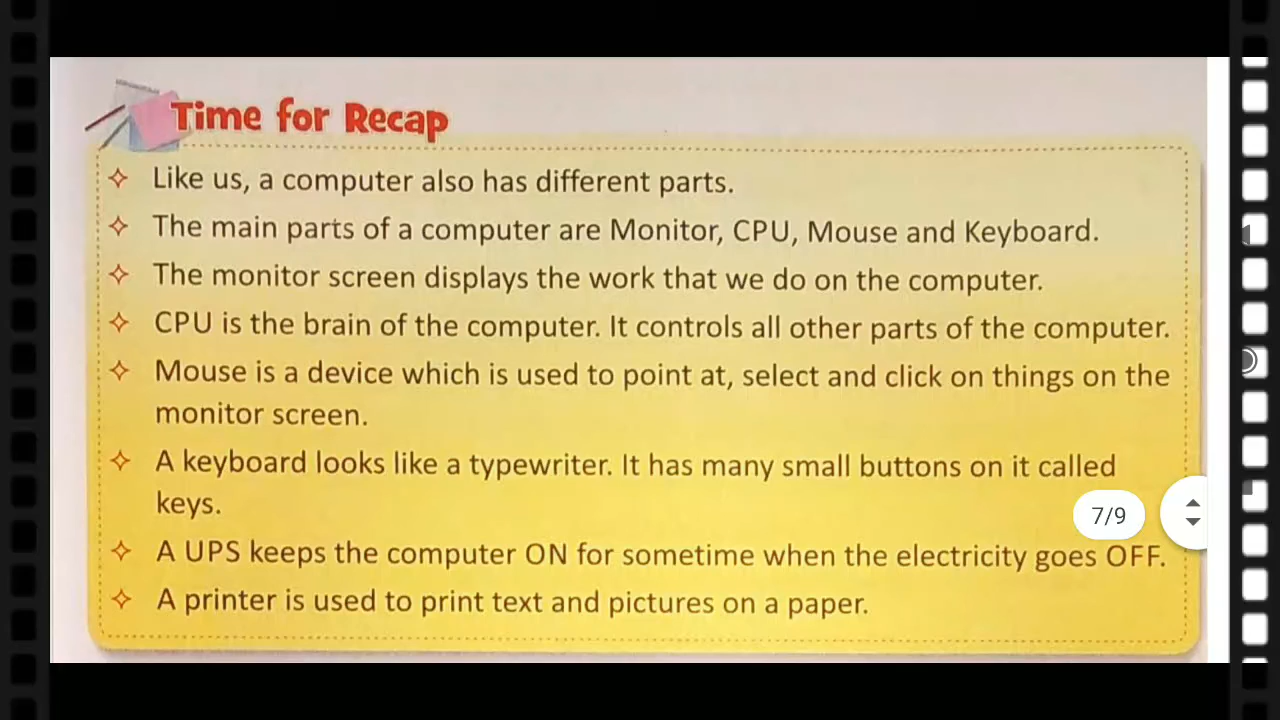 Time for Recap
Like us, a computer also has different parts.
The main parts of a computer are Monitor, CPU, Mouse and Keyboard.
The monitor screen displays the work that we do on the computer.
CPU is the brain of the computer. It controls all other parts of the computer.
Mouse is a device which is used to point at, select and click on things on the
monitor screen.
A keyboard looks like a typewriter. It has many small buttons on it called
keys.
7/9
A UPS keeps the computer ON for sometime when the electricity goes OFF.
A printer is used to print text and pictures on a paper.